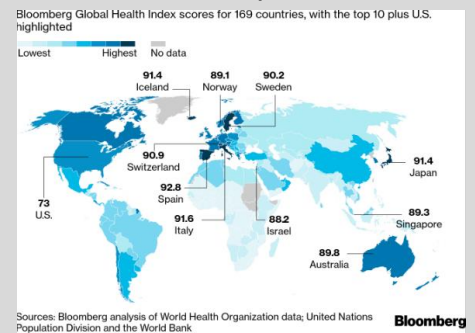 Bloomberg Global Health Index scores for 169 countries, with the top 10 plus U.S.
highlighted
Lowest Highest No data
91.4
Iceland
89.1
Norway
90.2
Sweden
90.9
Switzerland
92.8
Spain
91.6
Italy
88.2
Israel
73
U.S.
91.4
Japan
89.3
Singapore
89.8
Australia
Sources: Bloomberg analysis of World Health Organization data; United Nations
Population Division and the World Bank
Bloomberg